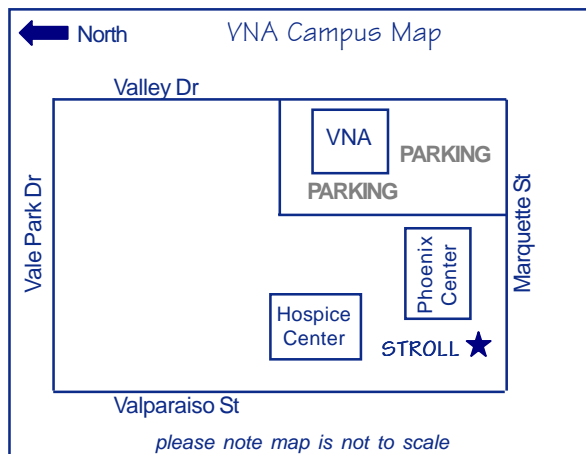 North
VNA Campus Map
Valley Dr
VNA
PARKING
PARKING
Vale Park Dr
Marquette St
Phoenix
Center
Hospice
Center
STROLL
Valparaiso St
please note map is not to scale